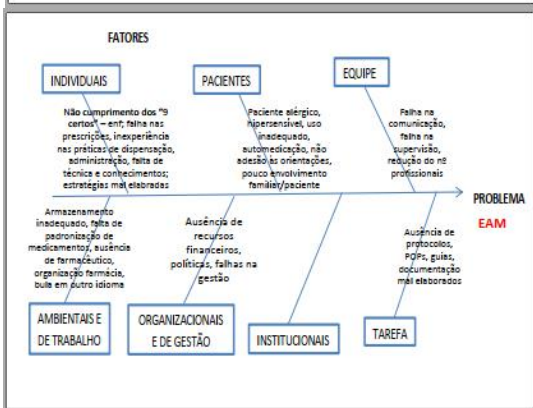 FATORES
INDIVIDUAIS
PACIENTES
EQUIPE
Não cumprimento dos "9
certos" – enf; falha nas
prescrições, inexperiência
nas práticas de dispensação,
administração, falta de
técnica e conhecimentos;
estratégias mal elaboradas
Paciente alérgico,
hipersensível, uso
inadequado,
automedicação, não
adesão às orientações,
pouco envolvimento
familiar/paciente
Falha na
comunicação,
falha na
supervisão,
redução do nº
profissionais
PROBLEMA
EAM
Armazenamento
inadequado, falta de
padronização de
medicamentos, ausência
de farmacêutico,
organização farmácia,
bula em outro idioma
Ausência de
recursos
financeiros,
políticas, falhas na
gestão
Ausência de
protocolos,
POPs, guias,
documentação
mal elaborados
AMBIENTAIS E
DE TRABALHO
ORGANIZACIONAIS
E DE GESTÃO
INSTITUCIONAIS
TAREFA